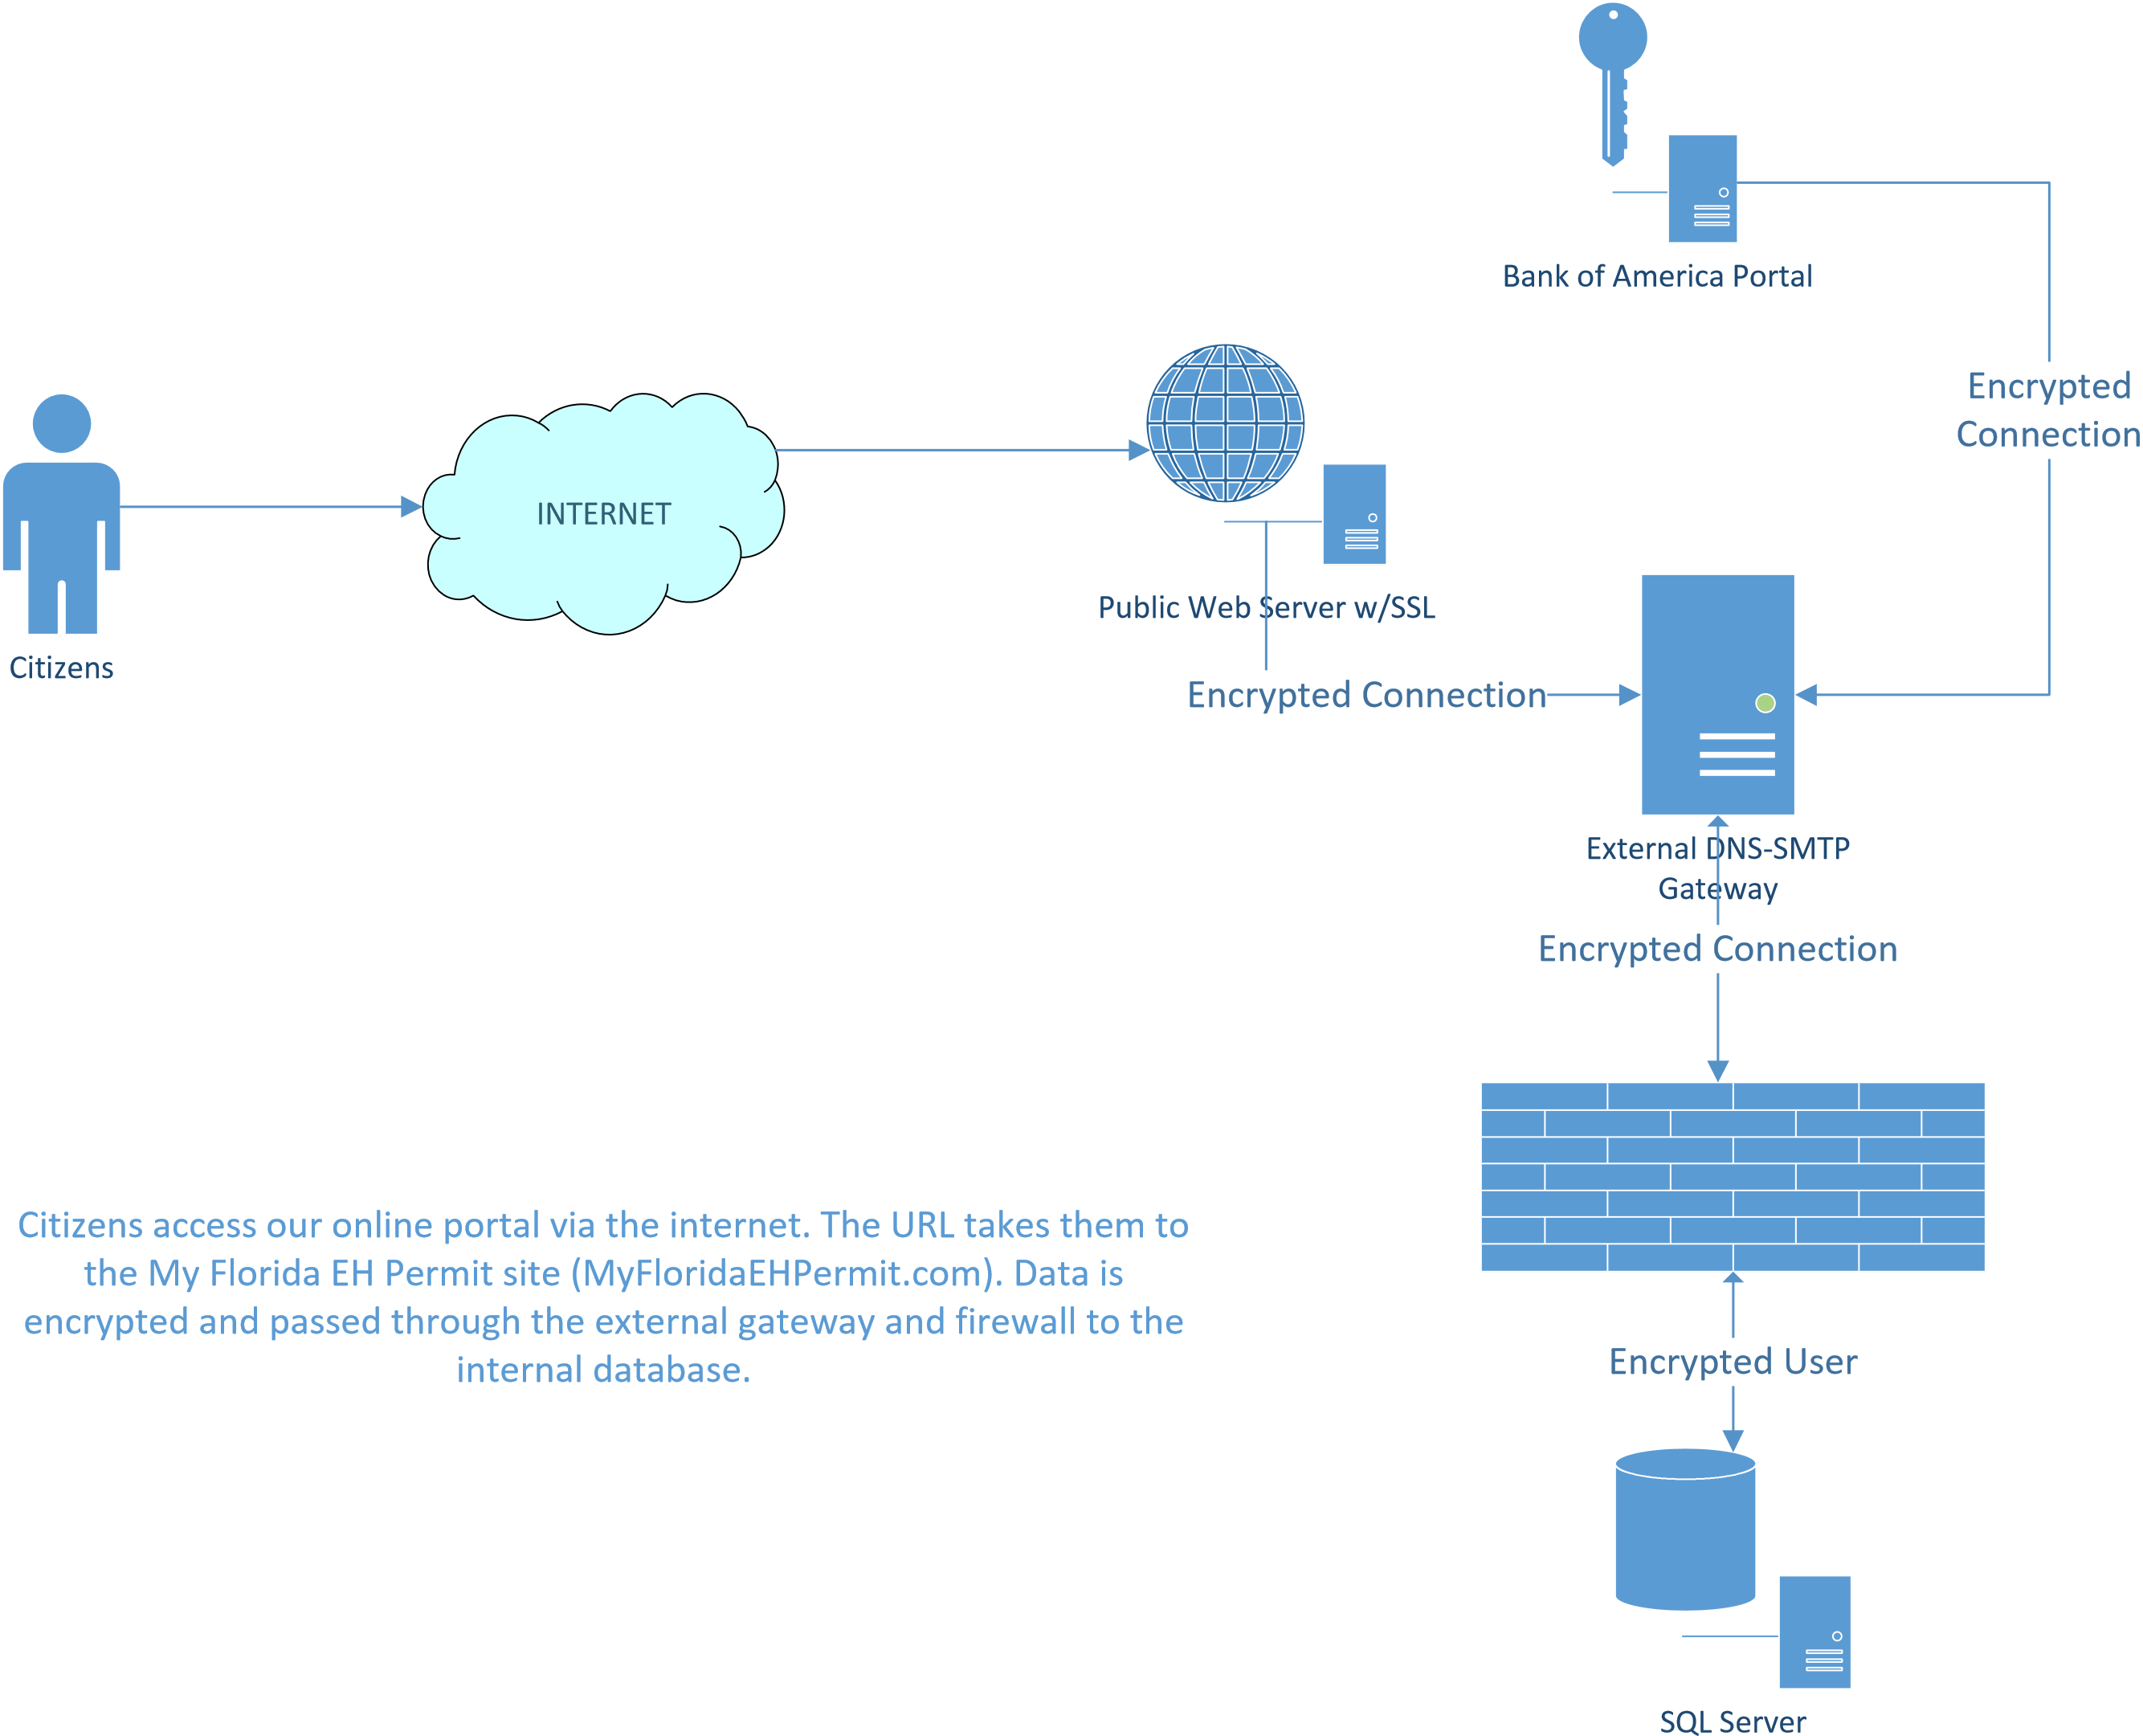 Bank of America Portal
Encrypted
Connection
INTERNET
Public Web Server w/SSL
Citizens
Encrypted Connection
External DNS-SMTP
Gateway
Encrypted Connection
Citizens access our online portal via the internet. The URL takes them to
the My Florida EH Permit site (MyFloridaEHPermit.com). Data is
encrypted and passed through the external gateway and firewall to the
internal database.
Encrypted User
SQL Server